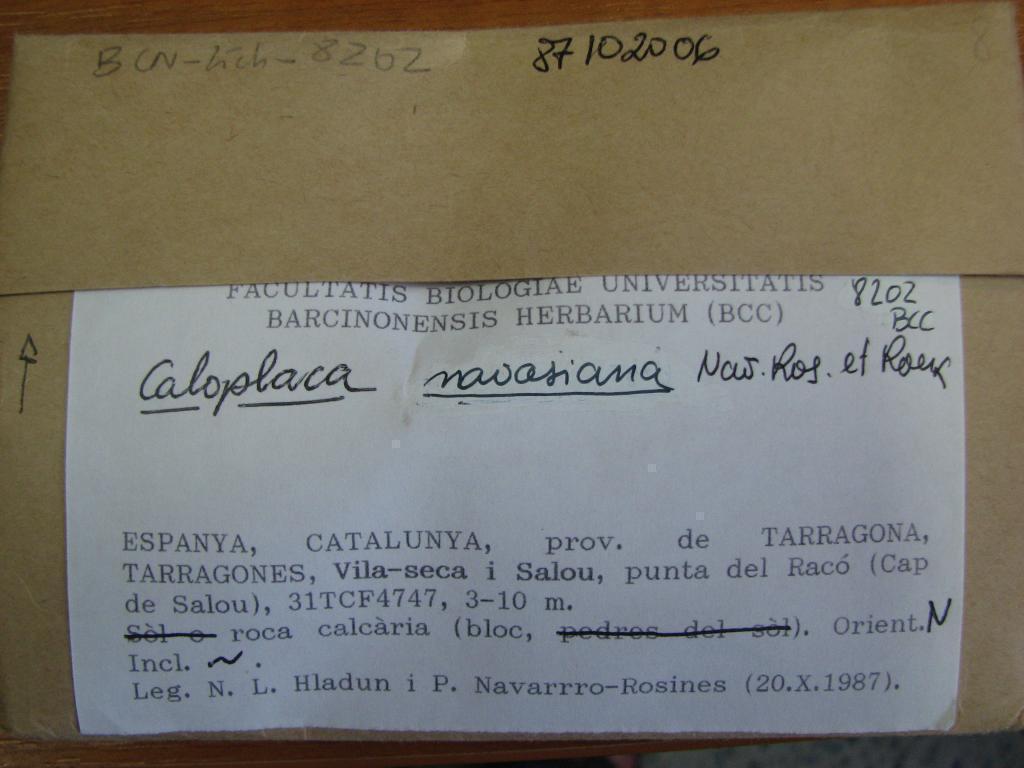 BCN-Lich-8202 87102006
FACULTATIS BIOLOGIAE UNIVERSITATIS
BARCINONENSIS HERBARIUM (BCC)
8202
BCC
Caloplaca navasiana Nav. Ros. et Roux
ESPANYA, CATALUNYA, prov. de TARRAGONA,
TARRAGONES, Vila-seca i Salou, punta del Racó (Cap
de Salou), 31TCF4747, 3-10 m.
Sòl o roca calcària (bloc, pedres del sòl). Orient. N
Incl. ~ .
Leg. N. L. Hladun i P. Navarrro-Rosines (20.X.1987).